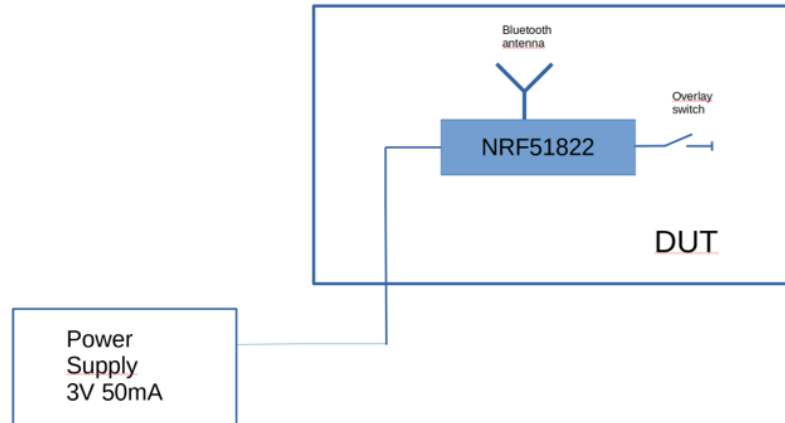 Bluetooth
antenna
Overlay
switch
NRF51822
DUT
Power
Supply
3V 50mA